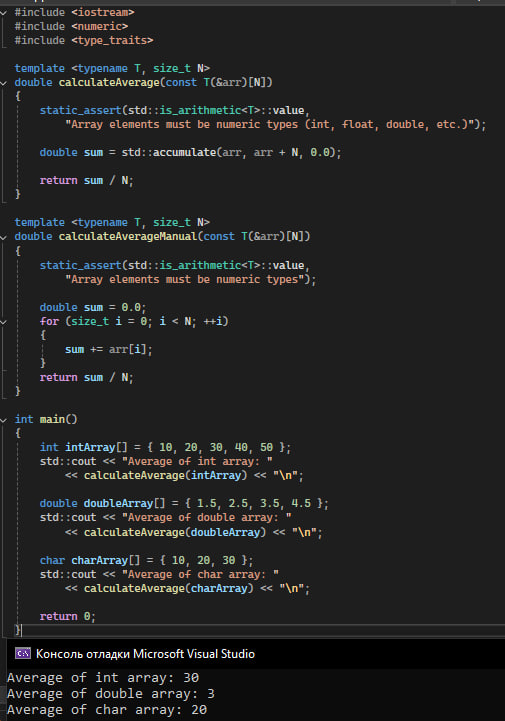 #include <iostream>
#include <numeric>
#include <type_traits>
template <typename T, size_t N>
double calculateAverage(const T(&arr)[N])
{
static_assert(std::is_arithmetic<T>::value,
"Array elements must be numeric types (int, float, double, etc.)");
double sum = std::accumulate(arr, arr + N, 0.0);
return sum / N;
}
template <typename T, size_t N>
double calculateAverageManual(const T(&arr)[N])
{
static_assert(std::is_arithmetic<T>::value,
"Array elements must be numeric types");
double sum = 0.0;
for (size_t i = 0; i < N; ++i)
{
sum += arr[i];
}
return sum / N;
}
int main()
{
int intArray[] = { 10, 20, 30, 40, 50 };
std::cout << "Average of int array: "
<< calculateAverage(intArray) << "\n";
double doubleArray[] = { 1.5, 2.5, 3.5, 4.5 };
std::cout << "Average of double array: "
<< calculateAverage(doubleArray) << "\n";
char charArray[] = { 10, 20, 30 };
std::cout << "Average of char array: "
<< calculateAverage(charArray) << "\n";
return 0;
}
Консоль отладки Microsoft Visual Studio
Average of int array: 30
Average of double array: 3
Average of char array: 20